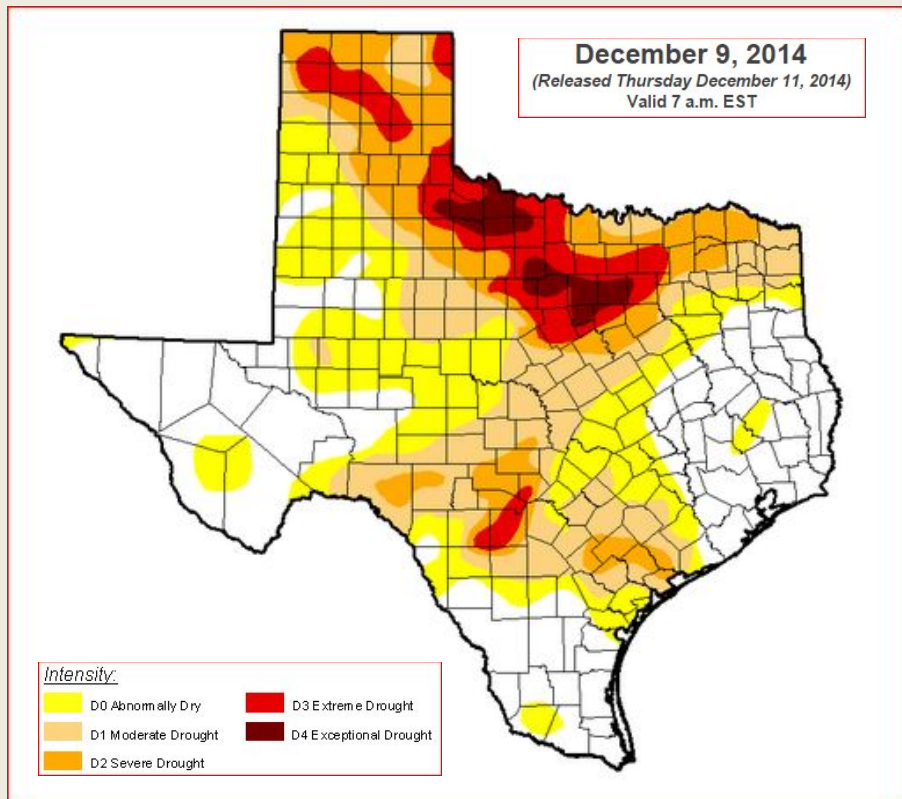 December 9, 2014
(Released Thursday December 11, 2014)
Valid 7 a.m. EST
Intensity:
D0 Abnormally Dry
D1 Moderate Drought
D2 Severe Drought
D3 Extreme Drought
D4 Exceptional Drought